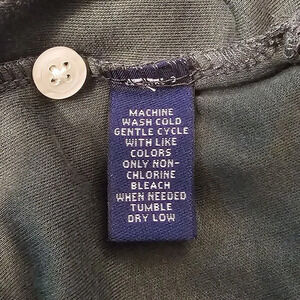 MACHINE
WASH COLD
GENTLE CYCLE
WITH LIKE
COLORS
ONLY NON-
CHLORINE
BLEACH
WHEN NEEDED
TUMBLE
DRY LOW